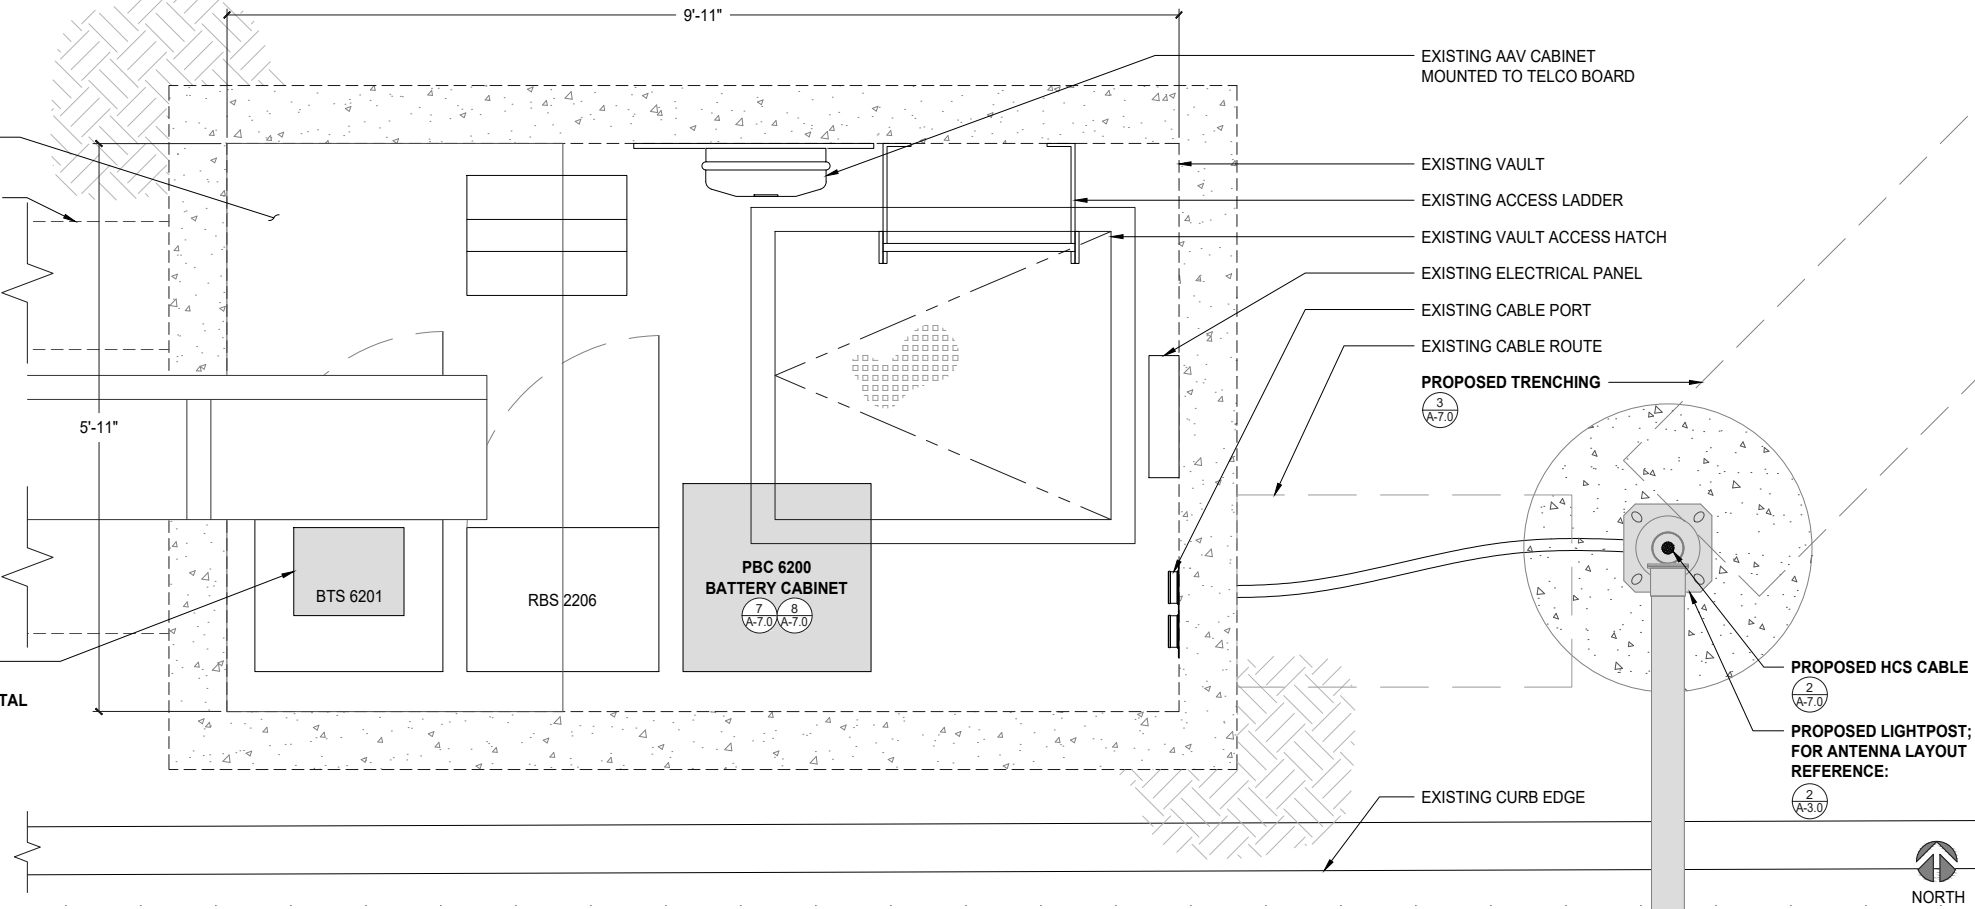 9'-11"
EXISTING AAV CABINET
MOUNTED TO TELCO BOARD
EXISTING VAULT
EXISTING ACCESS LADDER
EXISTING VAULT ACCESS HATCH
EXISTING ELECTRICAL PANEL
EXISTING CABLE PORT
EXISTING CABLE ROUTE
PROPOSED TRENCHING
3
A-7.0
5'-11"
BTS 6201
RBS 2206
PBC 6200
BATTERY CABINET
7
A-7.0
8
A-7.0
TAL
PROPOSED HCS CABLE
2
A-7.0
PROPOSED LIGHTPOST;
FOR ANTENNA LAYOUT
REFERENCE:
2
A-3.0
EXISTING CURB EDGE
NORTH